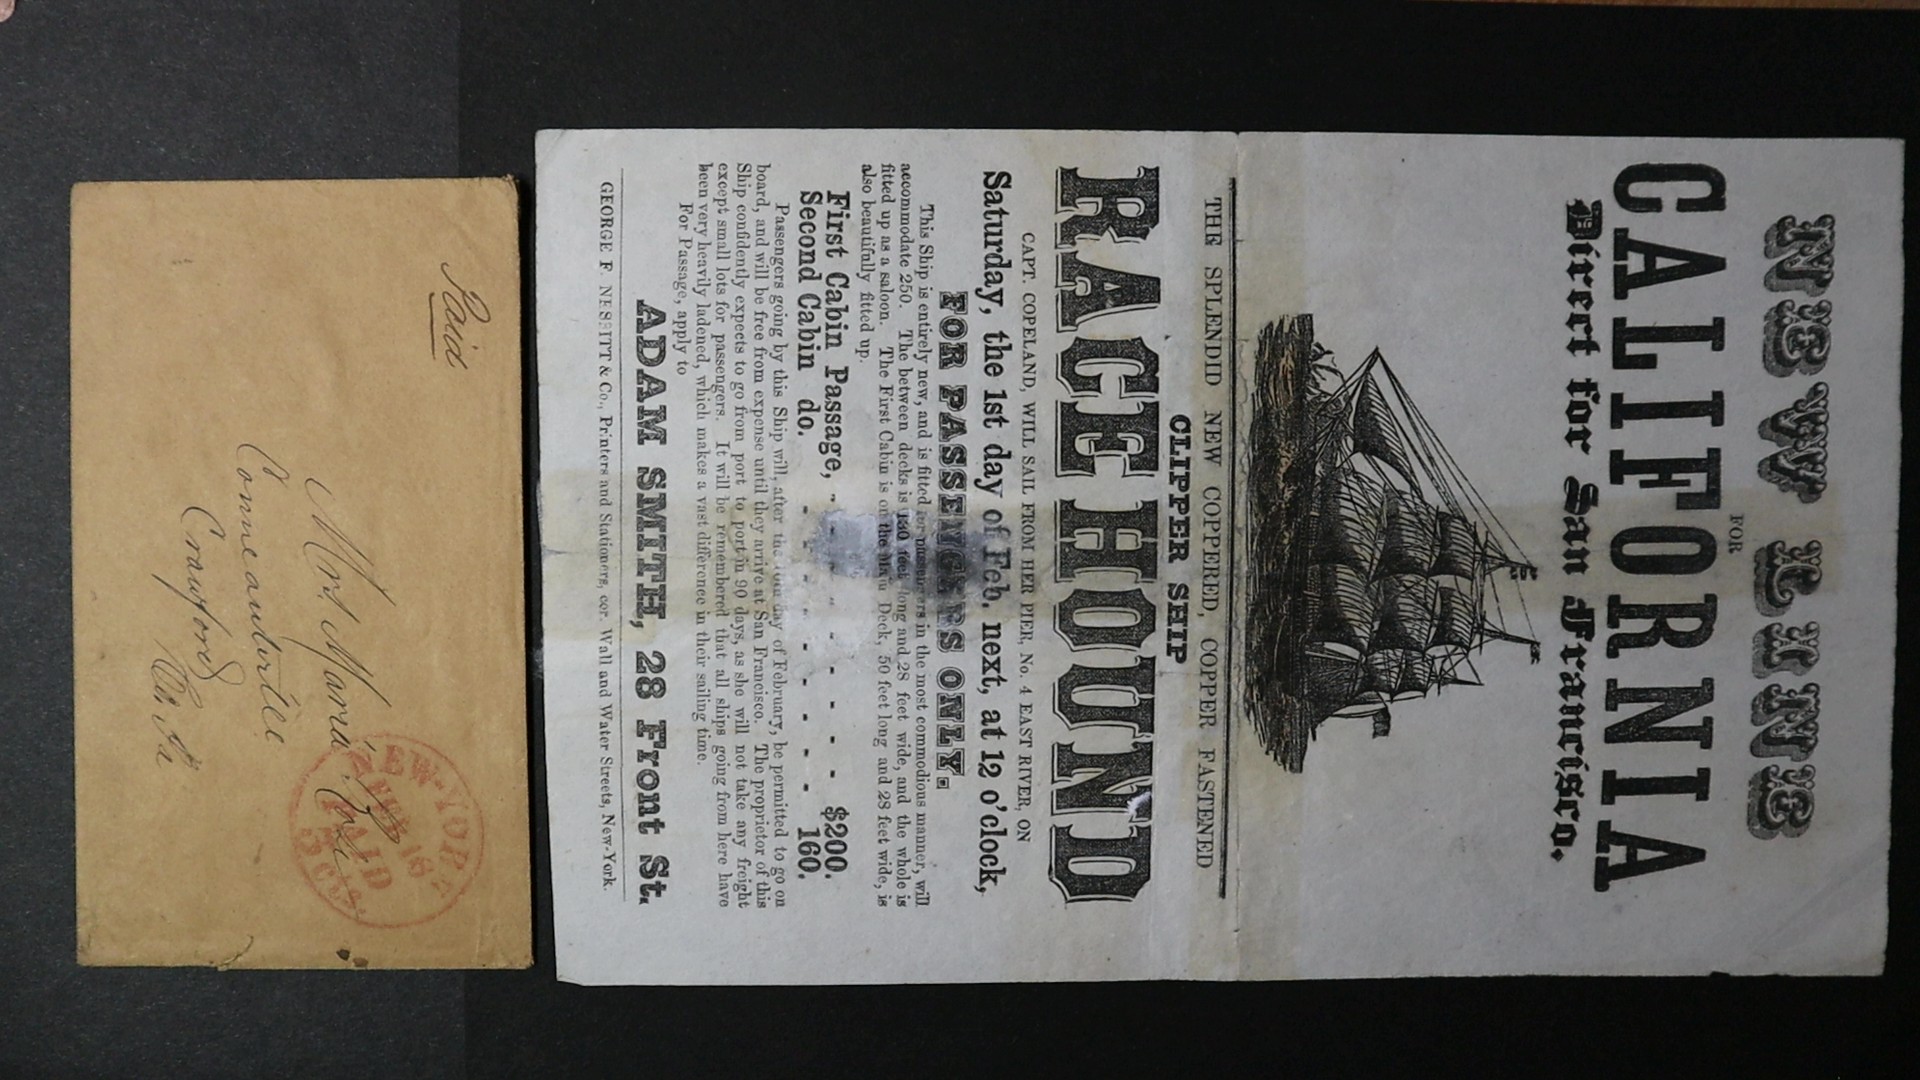 NEW LINE
FOR
CALIFORNIA
Direct for San Francisco.
THE SPLENDID NEW COPPERED, COPPER FASTENED
CLIPPER SHIP
RACE HOUND
CAPT. COPELAND, WILL SAIL FROM HER PIER, No. 4 EAST RIVER, ON
Saturday, the 1st day of Feb. next, at 12 o'clock,
FOR PASSENGERS ONLY.
This Ship is entirely new, and is fitted for passengers in the most commodious manner, will
accommodate 250. The between decks is 130 feet long and 28 feet wide, and the whole is
fitted up as a saloon. The First Cabin is on the main Deck, 50 feet long and 28 feet wide, is
also beautifully fitted up.
First Cabin Passage, - - - - - - - $200.
Second Cabin do. - - - - - - - 160.
Passengers going by this Ship will, after the day of February, be permitted to go on
board, and will be free from expense until they arrive at San Francisco. The proprietor of this
Ship confidently expects to go from port to port in 90 days, as she will not take any freight
except small lots for passengers. It will be remembered that all ships going from here have
been very heavily ladened, which makes a vast difference in their sailing time.
For Passage, apply to
ADAM SMITH, 28 Front St.
GEORGE F. NESBITT & Co., Printers and Stationers, cor. Wall and Water Streets, New-York.
Paid
Mrs Maria
Conneautville
Crawford
Co. Pa
NEW-YORK
18
PAID
3 CTS.